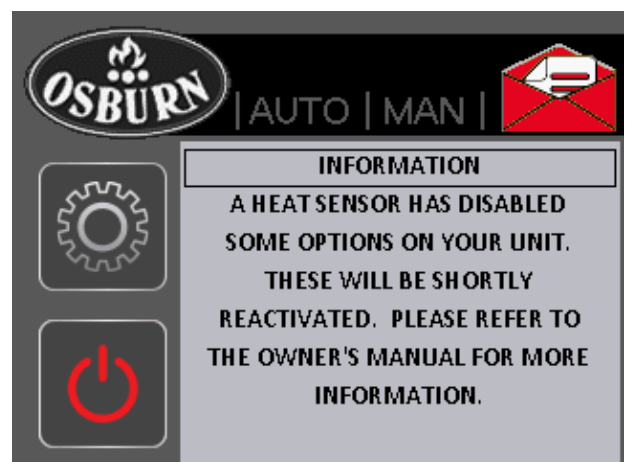 OSBURN
| AUTO | MAN |
INFORMATION
A HEAT SENSOR HAS DISABLED
SOME OPTIONS ON YOUR UNIT.
THESE WILL BE SHORTLY
REACTIVATED. PLEASE REFER TO
THE OWNER'S MANUAL FOR MORE
INFORMATION.